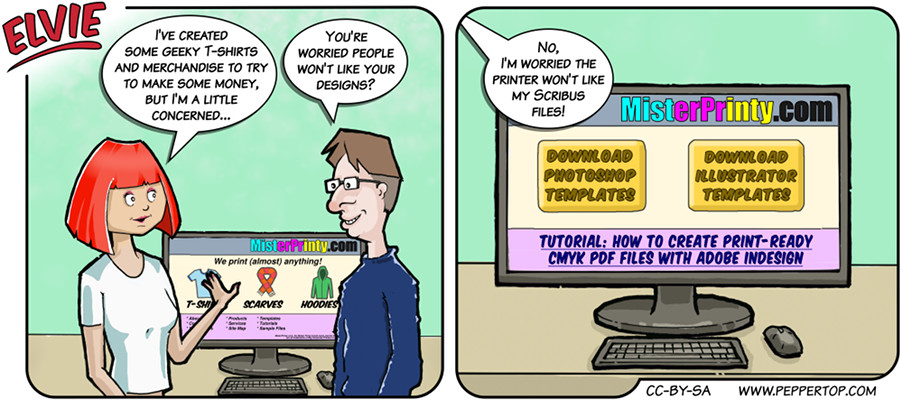 ELVIE
I'VE CREATED
SOME GEEKY T-SHIRTS
AND MERCHANDISE TO TRY
TO MAKE SOME MONEY,
BUT I'M A LITTLE
CONCERNED...
YOU'RE
WORRIED PEOPLE
WON'T LIKE YOUR
DESIGNS?
MisterPrinty.com
We print (almost) anything!
T-SHI
SCARVES
HOODIES
* Products
* Services
* Site Map
* Templates
* Tutorials
* Sample Files
NO,
I'M WORRIED THE
PRINTER WON'T LIKE
MY SCRIBUS
FILES!
MisterPrinty.com
DOWNLOAD
PHOTOSHOP
TEMPLATES
DOWNLOAD
ILLUSTRATOR
TEMPLATES
TUTORIAL: HOW TO CREATE PRINT-READY
CMYK PDF FILES WITH ADOBE INDESIGN
CC-BY-SA WWW.PEPPERTOP.COM